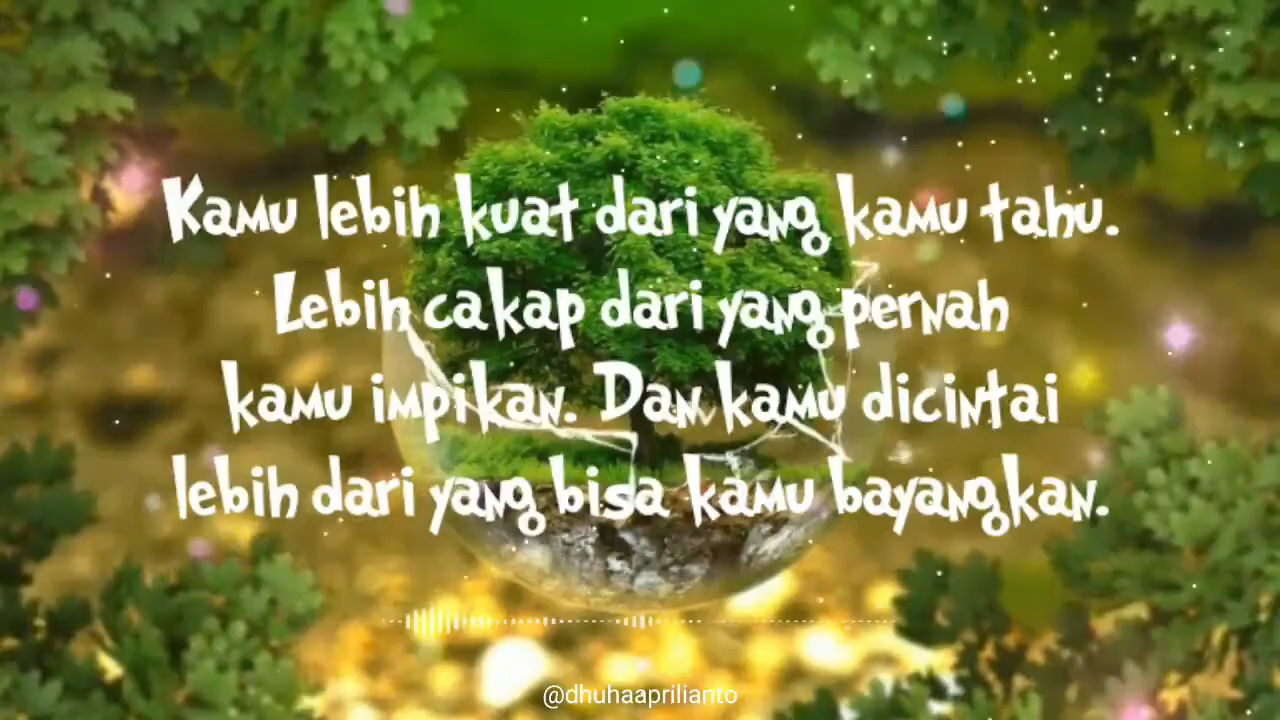 Kamu lebih kuat dari yang kamu tahu.
Lebih cakap dari yang pernah
kamu impikan. Dan kamu dicintai
lebih dari yang bisa kamu bayangkan.
@dhuhaaprilianto